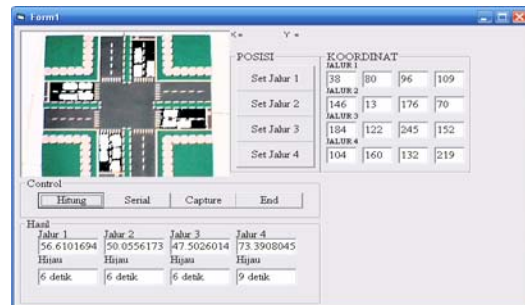 Form1
X = Y =
POSISI
Set Jalur 1
Set Jalur 2
Set Jalur 3
Set Jalur 4
KOORDINAT
JALUR 1
38 80 96 109
JALUR 2
146 13 176 70
JALUR 3
184 122 245 152
JALUR 4
104 160 132 219
Control
Hitung Serial Capture End
Hasil
Jalur 1 Jalur 2 Jalur 3 Jalur 4
56.6101694 50.0556173 47.5026014 73.3908045
Hijau Hijau Hijau Hijau
6 detik 6 detik 6 detik 9 detik